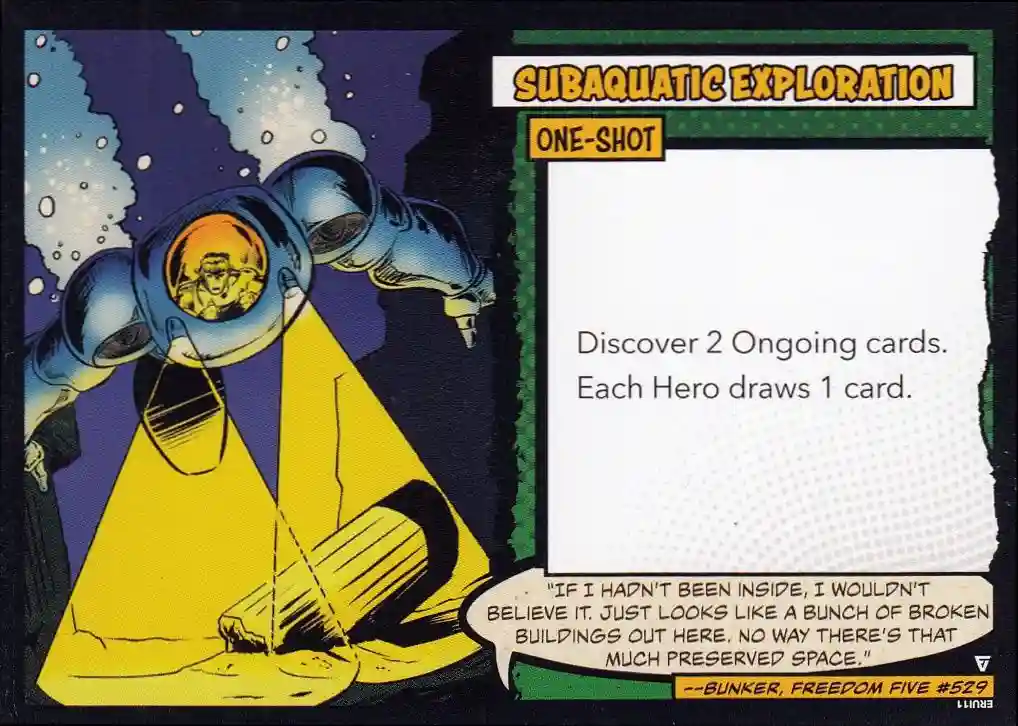 SUBAQUATIC EXPLORATION
ONE-SHOT
Discover 2 Ongoing cards.
Each Hero draws 1 card.
"IF I HADN'T BEEN INSIDE, I WOULDN'T
BELIEVE IT. JUST LOOKS LIKE A BUNCH OF BROKEN
BUILDINGS OUT HERE. NO WAY THERE'S THAT
MUCH PRESERVED SPACE."
--BUNKER, FREEDOM FIVE #529
ERUI11